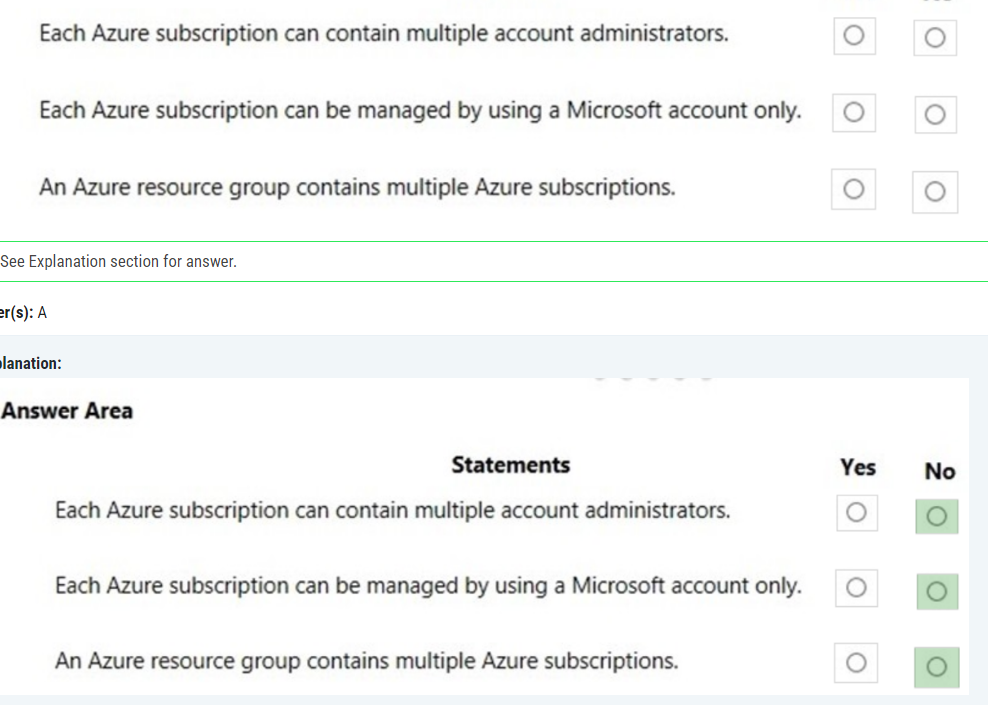 Each Azure subscription can contain multiple account administrators.
Each Azure subscription can be managed by using a Microsoft account only.
An Azure resource group contains multiple Azure subscriptions.
See Explanation section for answer.
er(s): A
planation:
Answer Area
Statements Yes No
Each Azure subscription can contain multiple account administrators.
Each Azure subscription can be managed by using a Microsoft account only.
An Azure resource group contains multiple Azure subscriptions.